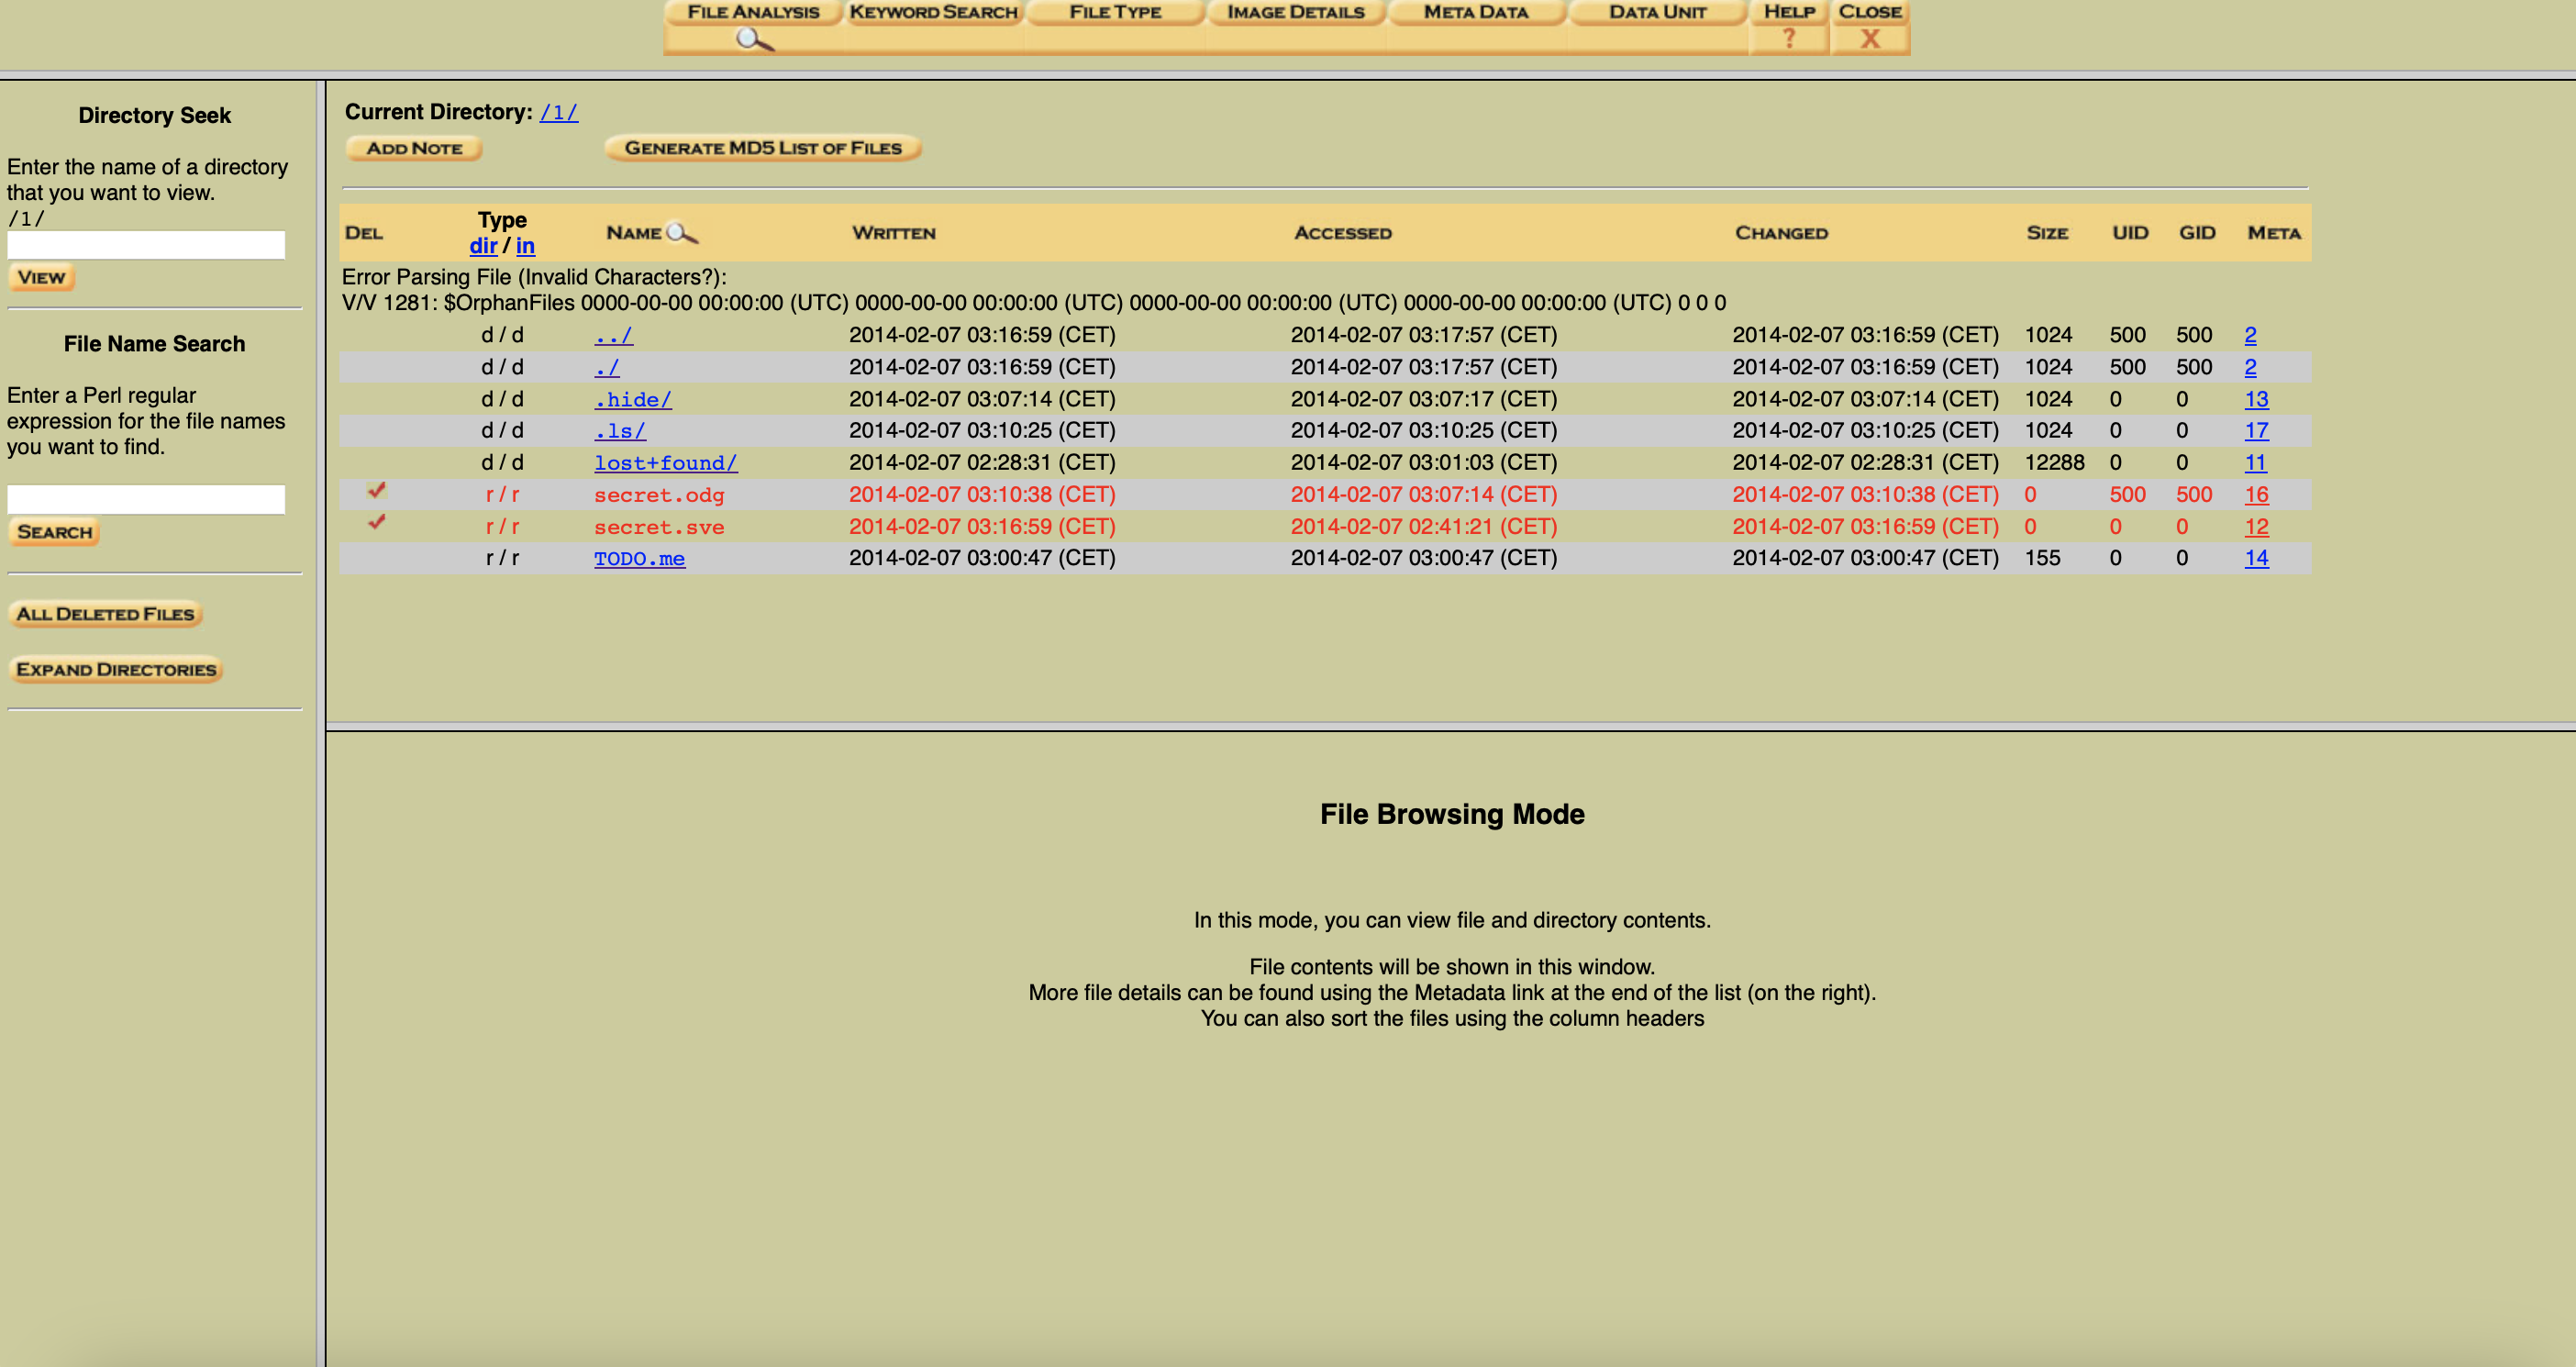 FILE ANALYSIS KEYWORD SEARCH FILE TYPE IMAGE DETAILS META DATA DATA UNIT HELP CLOSE
? X
Directory Seek
Enter the name of a directory
that you want to view.
/1/
VIEW
File Name Search
Enter a Perl regular
expression for the file names
you want to find.
SEARCH
ALL DELETED FILES
EXPAND DIRECTORIES
Current Directory: /1/
ADD NOTE GENERATE MD5 LIST OF FILES
DEL Type dir / in NAME WRITTEN ACCESSED CHANGED SIZE UID GID META
Error Parsing File (Invalid Characters?):
V/V 1281: $OrphanFiles 0000-00-00 00:00:00 (UTC) 0000-00-00 00:00:00 (UTC) 0000-00-00 00:00:00 (UTC) 0000-00-00 00:00:00 (UTC) 0 0 0
d / d ../ 2014-02-07 03:16:59 (CET) 2014-02-07 03:17:57 (CET) 2014-02-07 03:16:59 (CET) 1024 500 500 2
d / d ./ 2014-02-07 03:16:59 (CET) 2014-02-07 03:17:57 (CET) 2014-02-07 03:16:59 (CET) 1024 500 500 2
d / d .hide/ 2014-02-07 03:07:14 (CET) 2014-02-07 03:07:17 (CET) 2014-02-07 03:07:14 (CET) 1024 0 0 13
d / d .ls/ 2014-02-07 03:10:25 (CET) 2014-02-07 03:10:25 (CET) 2014-02-07 03:10:25 (CET) 1024 0 0 17
d / d lost+found/ 2014-02-07 02:28:31 (CET) 2014-02-07 03:01:03 (CET) 2014-02-07 02:28:31 (CET) 12288 0 0 11
r / r secret.odg 2014-02-07 03:10:38 (CET) 2014-02-07 03:07:14 (CET) 2014-02-07 03:10:38 (CET) 0 500 500 16
r / r secret.sve 2014-02-07 03:16:59 (CET) 2014-02-07 02:41:21 (CET) 2014-02-07 03:16:59 (CET) 0 0 0 12
r / r TODO.me 2014-02-07 03:00:47 (CET) 2014-02-07 03:00:47 (CET) 2014-02-07 03:00:47 (CET) 155 0 0 14
File Browsing Mode
In this mode, you can view file and directory contents.
File contents will be shown in this window.
More file details can be found using the Metadata link at the end of the list (on the right).
You can also sort the files using the column headers